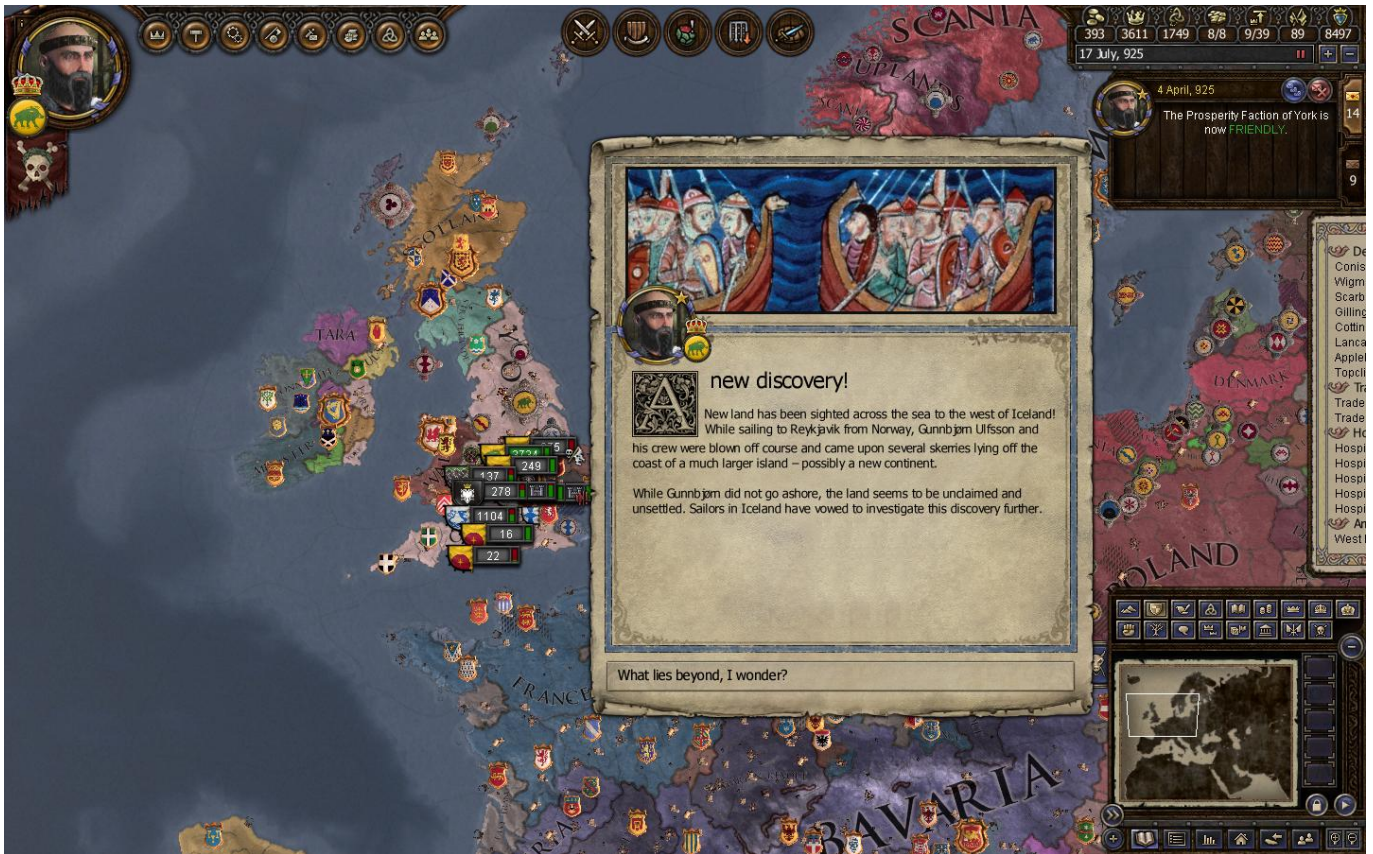 393 3611 1749 8/8 9/39 89 8497
17 July, 925
4 April, 925
The Prosperity Faction of York is
now FRIENDLY.
14
9
SCANIA
UPLANDS
TARA
DENMARK
POLAND
FRANCE
BAVARIA
249
137
278
1104
16
22
A new discovery!
New land has been sighted across the sea to the west of Iceland!
While sailing to Reykjavik from Norway, Gunnbjørn Ulfsson and
his crew were blown off course and came upon several skerries lying off the
coast of a much larger island – possibly a new continent.
While Gunnbjørn did not go ashore, the land seems to be unclaimed and
unsettled. Sailors in Iceland have vowed to investigate this discovery further.
What lies beyond, I wonder?
De
Conis
Wigm
Scarb
Gilling
Cottin
Lanca
Apple
Topcli
Tra
Trade
Trade
Ho
Hospi
Hospi
Hospi
Hospi
Hospi
An
West